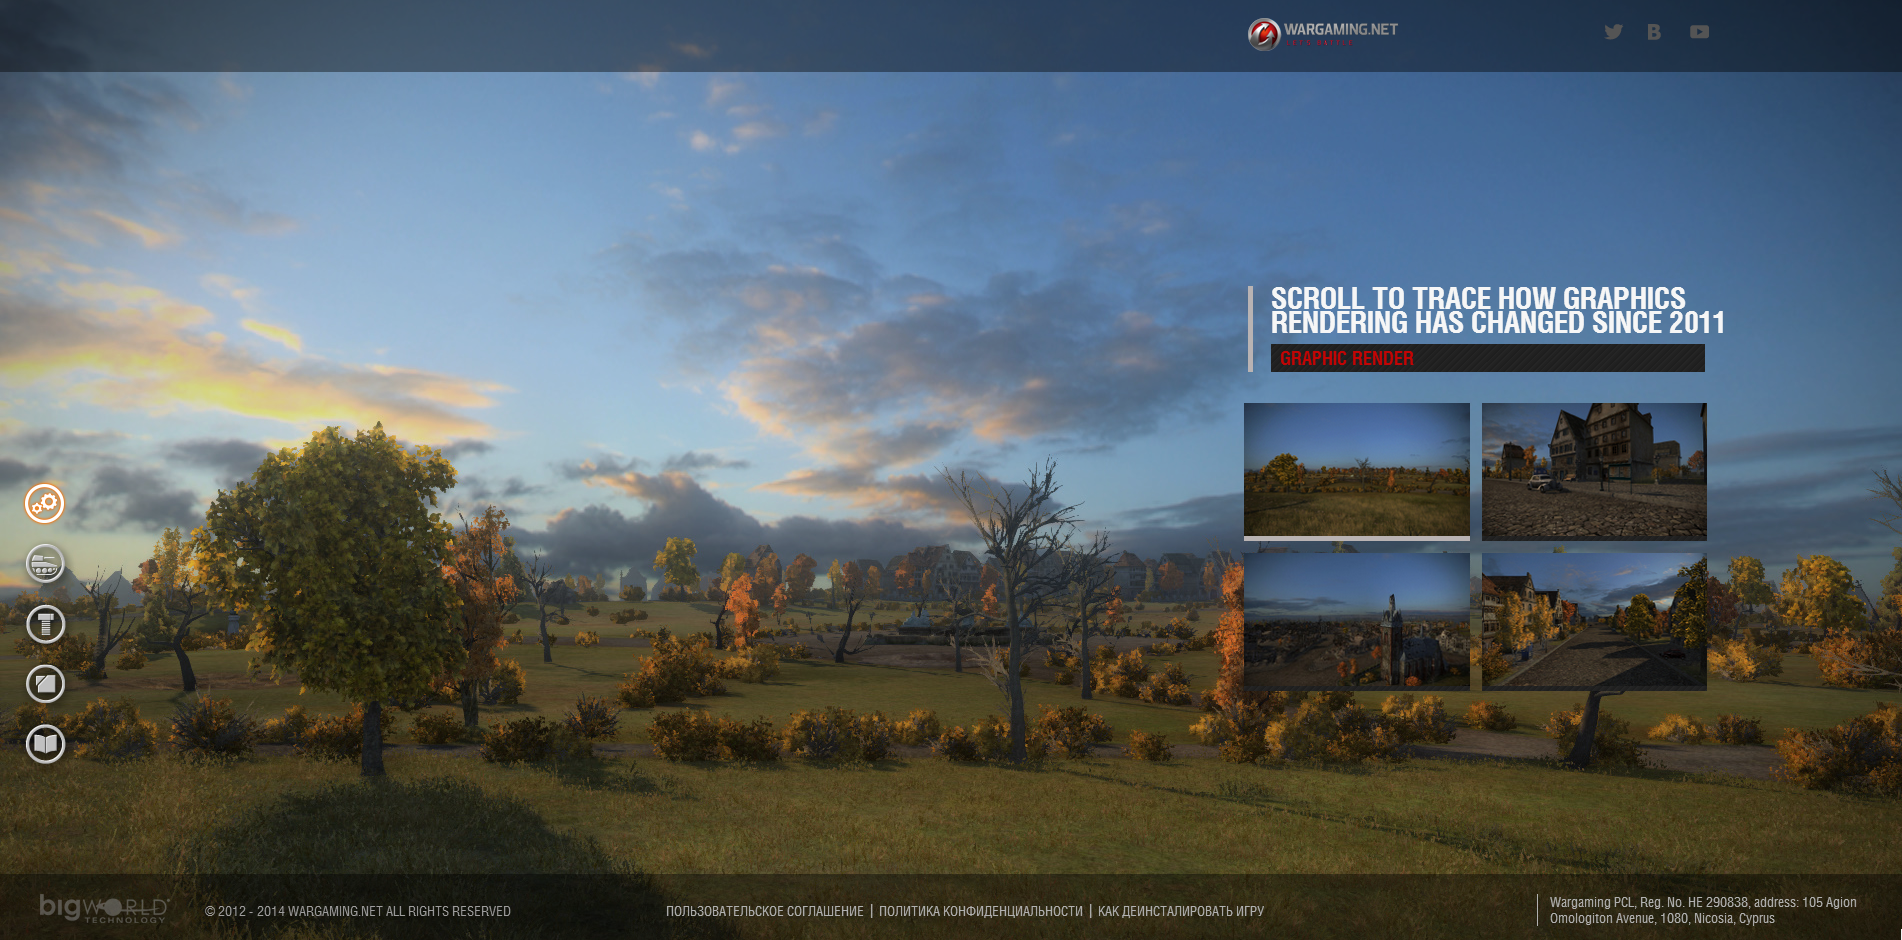 WARGAMING.NET
SCROLL TO TRACE HOW GRAPHICS
RENDERING HAS CHANGED SINCE 2011
GRAPHIC RENDER
bigWORLD
TECHNOLOGY
© 2012 - 2014 WARGAMING.NET ALL RIGHTS RESERVED
ПОЛЬЗОВАТЕЛЬСКОЕ СОГЛАШЕНИЕ | ПОЛИТИКА КОНФИДЕНЦИАЛЬНОСТИ | КАК ДЕИНСТАЛИРОВАТЬ ИГРУ
Wargaming PCL, Reg. No. HE 290838, address: 105 Agion
Omologiton Avenue, 1080, Nicosia, Cyprus